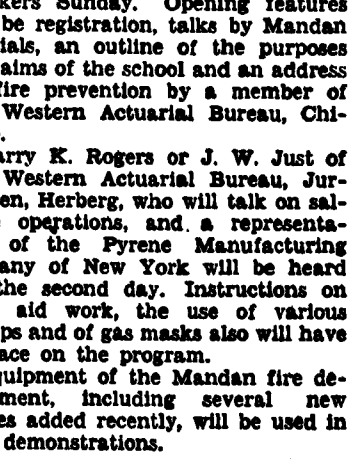 kers Sunday. Opening features
be registration, talks by Mandan
ials, an outline of the purposes
aims of the school and an address
fire prevention by a member of
Western Actuarial Bureau, Chi-
.
arry K. Rogers or J. W. Just of
Western Actuarial Bureau, Jur-
en, Herberg, who will talk on sal-
operations, and a representa-
of the Pyrene Manufacturing
any of New York will be heard
the second day. Instructions on
aid work, the use of various
ps and of gas masks also will have
ace on the program.
quipment of the Mandan fire de-
ment, including several new
es added recently, will be used in
demonstrations.